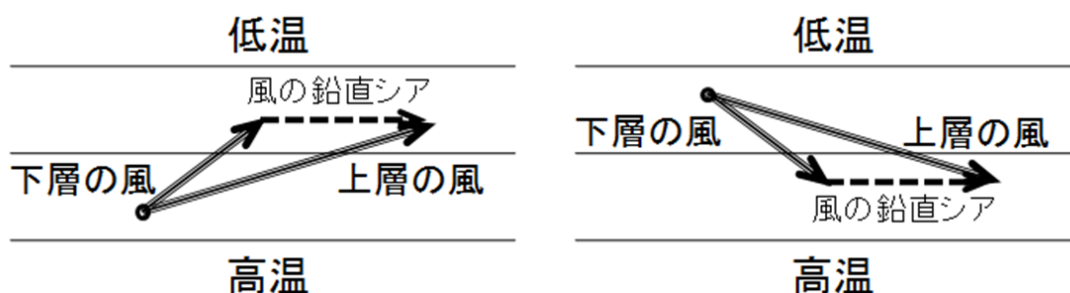 低温
風の鉛直シア
下層の風
上層の風
高温
低温
下層の風
上層の風
風の鉛直シア
高温